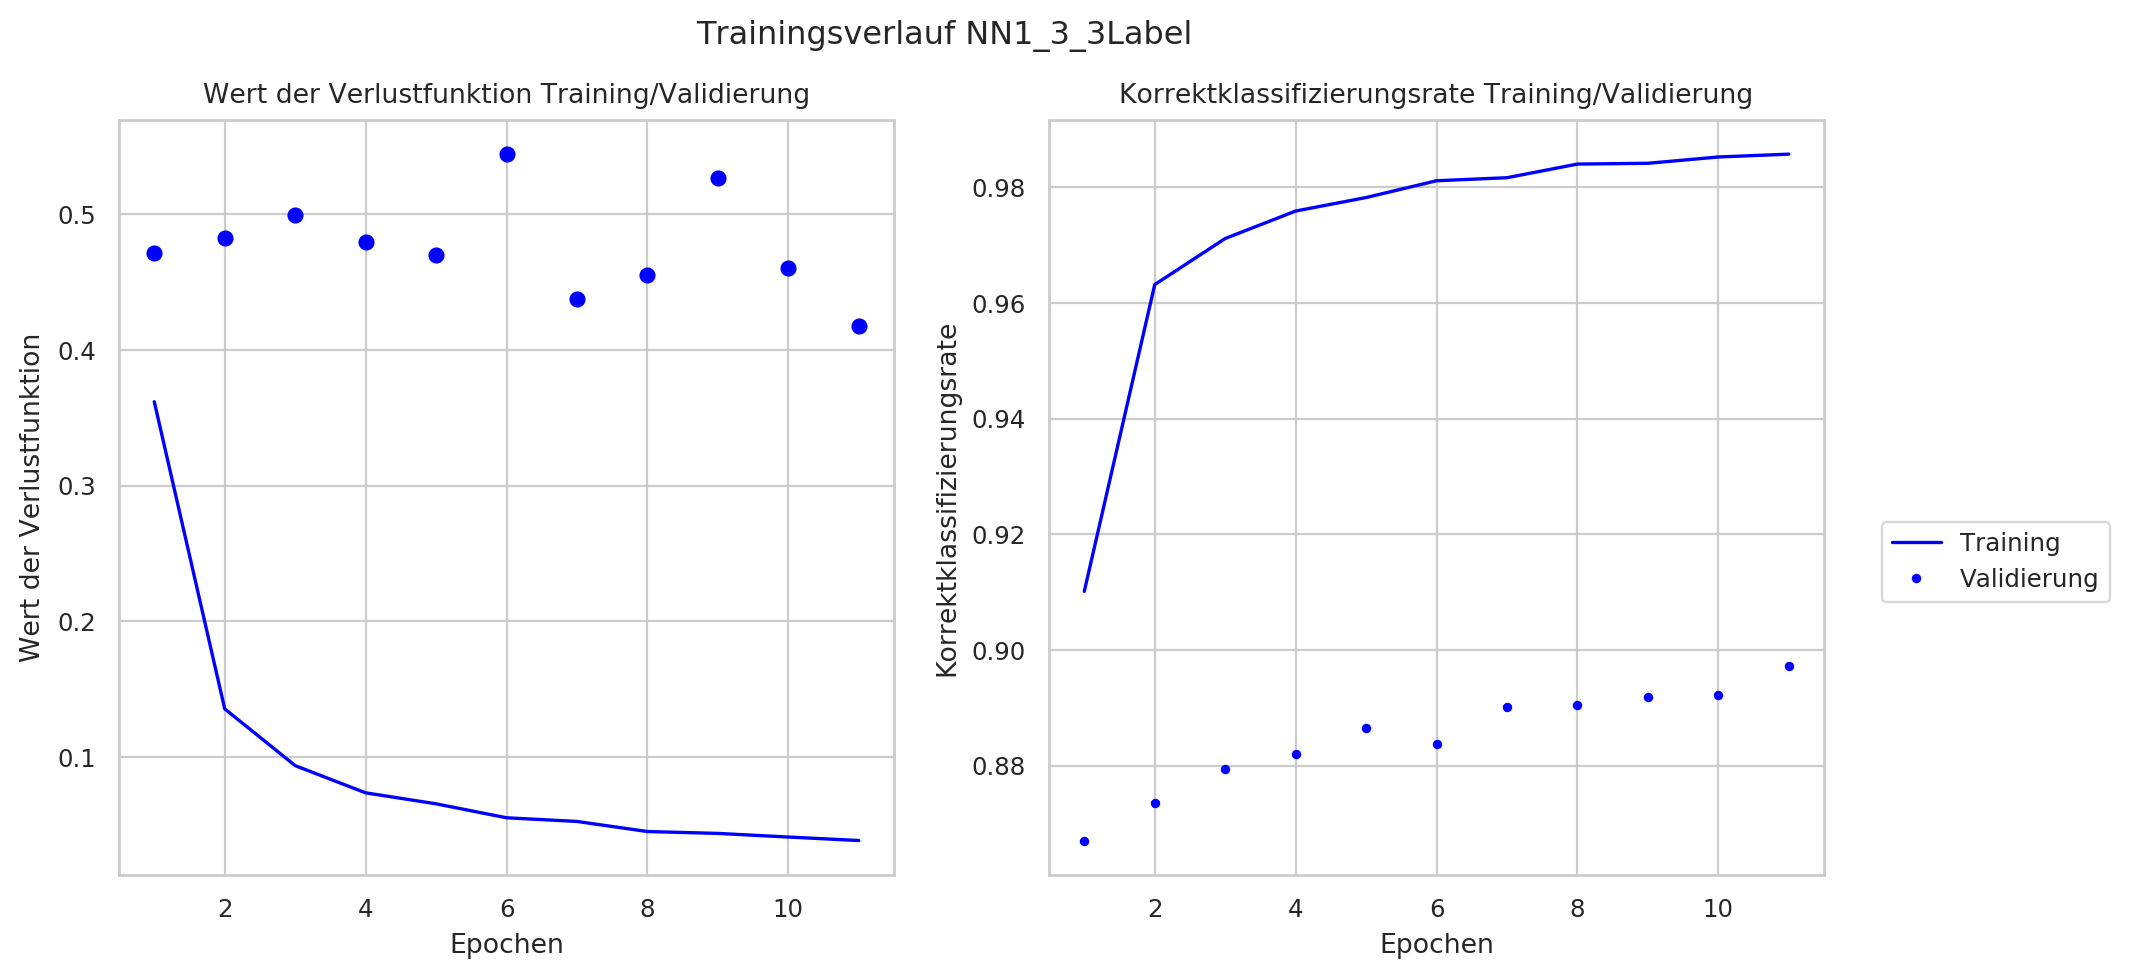 Trainingsverlauf NN1_3_3Label
Wert der Verlustfunktion Training/Validierung
Wert der Verlustfunktion
0.5
0.4
0.3
0.2
0.1
2 4 6 8 10
Epochen
Korrektklassifizierungsrate Training/Validierung
Korrektklassifizierungsrate
0.98
0.96
0.94
0.92
0.90
0.88
2 4 6 8 10
Epochen
Training
Validierung